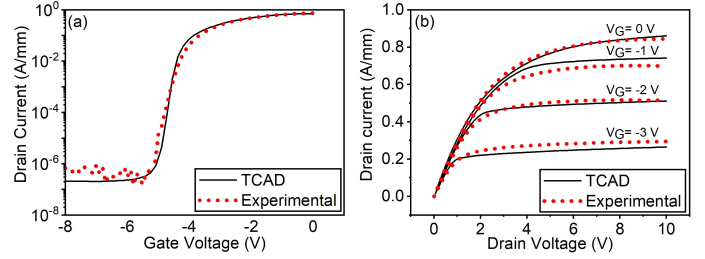 (a)
Drain Current (A/mm)
10^0
10^-2
10^-4
10^-6
10^-8
-8
-6
-4
-2
0
Gate Voltage (V)
TCAD
Experimental
(b)
Drain current (A/mm)
1.0
0.8
0.6
0.4
0.2
0.0
0
2
4
6
8
10
Drain Voltage (V)
V_G= 0 V
V_G= -1 V
V_G= -2 V
V_G= -3 V
TCAD
Experimental